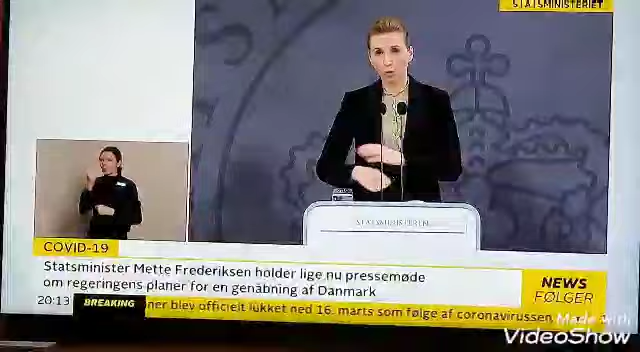 STATSMINISTERIET
STATSMINISTEREN
COVID-19
Statsminister Mette Frederiksen holder lige nu pressemøde
om regeringens planer for en genåbning af Danmark
NEWS
FØLGER
20:13
BREAKING
ner blev officielt lukket ned 16. marts som følge af coronavirussen.
Made with
VideoShow